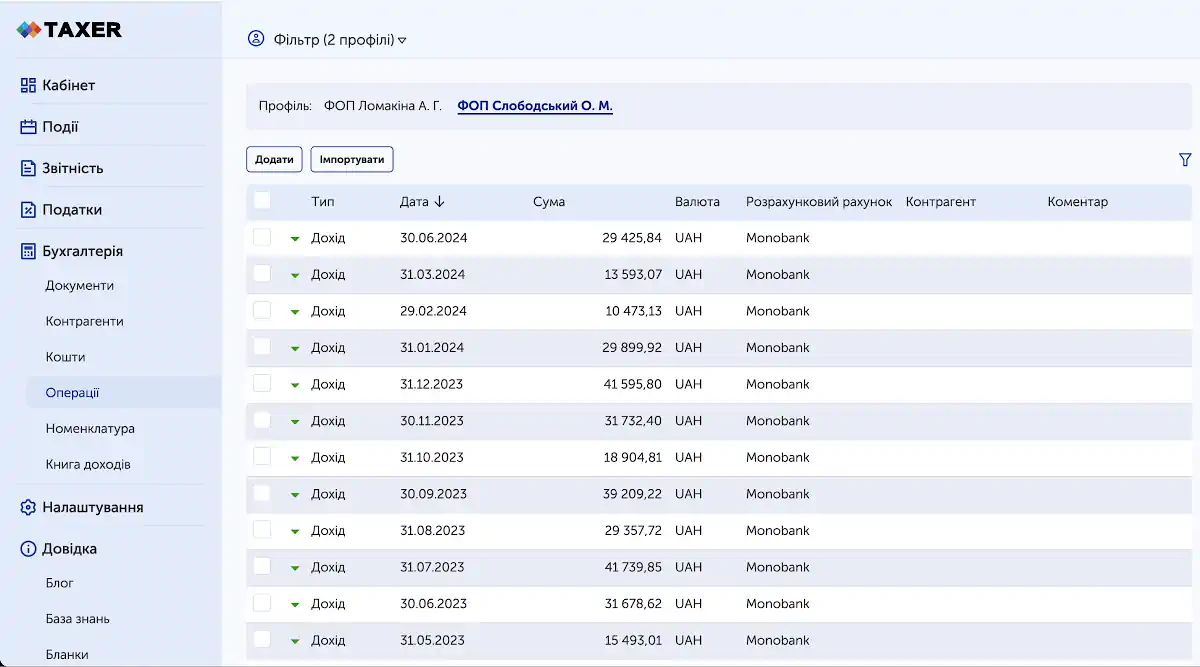 TAXER
Кабінет
Події
Звітність
Податки
Бухгалтерія
Документи
Контрагенти
Кошти
Операції
Номенклатура
Книга доходів
Налаштування
Довідка
Блог
База знань
Бланки
Фільтр (2 профілі)
Профіль: ФОП Ломакіна А. Г. ФОП Слободський О. М.
Додати Імпортувати
Тип Дата Сума Валюта Розрахунковий рахунок Контрагент Коментар
Дохід 30.06.2024 29 425,84 UAH Monobank
Дохід 31.03.2024 13 593,07 UAH Monobank
Дохід 29.02.2024 10 473,13 UAH Monobank
Дохід 31.01.2024 29 899,92 UAH Monobank
Дохід 31.12.2023 41 595,80 UAH Monobank
Дохід 30.11.2023 31 732,40 UAH Monobank
Дохід 31.10.2023 18 904,81 UAH Monobank
Дохід 30.09.2023 39 209,22 UAH Monobank
Дохід 31.08.2023 29 357,72 UAH Monobank
Дохід 31.07.2023 41 739,85 UAH Monobank
Дохід 30.06.2023 31 678,62 UAH Monobank
Дохід 31.05.2023 15 493,01 UAH Monobank